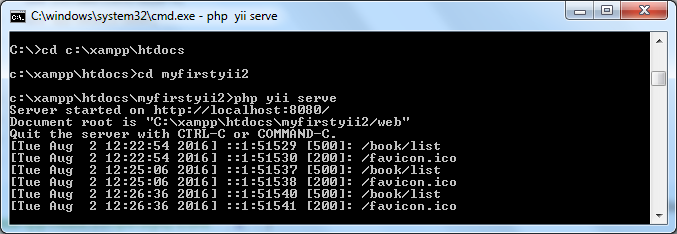 C:\windows\system32\cmd.exe - php  yii serve
C:\>cd c:\xampp\htdocs
c:\xampp\htdocs>cd myfirstyii2
c:\xampp\htdocs\myfirstyii2>php yii serve
Server started on http://localhost:8080/
Document root is "C:\xampp\htdocs\myfirstyii2/web"
Quit the server with CTRL-C or COMMAND-C.
[Tue Aug  2 12:22:54 2016] ::1:51529 [500]: /book/list
[Tue Aug  2 12:22:54 2016] ::1:51530 [200]: /favicon.ico
[Tue Aug  2 12:25:06 2016] ::1:51537 [500]: /book/list
[Tue Aug  2 12:25:06 2016] ::1:51538 [200]: /favicon.ico
[Tue Aug  2 12:26:36 2016] ::1:51540 [500]: /book/list
[Tue Aug  2 12:26:36 2016] ::1:51541 [200]: /favicon.ico